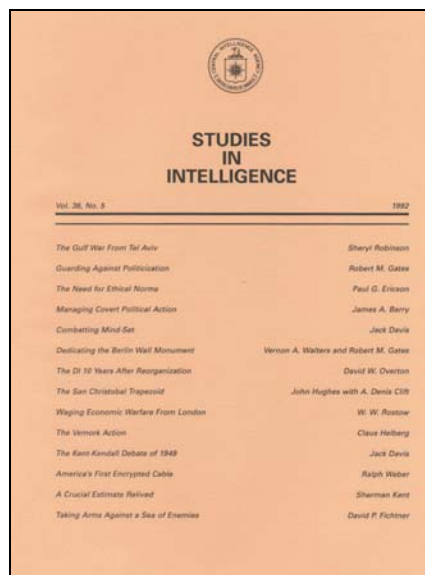 CENTRAL INTELLIGENCE AGENCY
STUDIES
IN
INTELLIGENCE
Vol. 36, No. 5 1992
The Gulf War From Tel Aviv Sheryl Robinson
Guarding Against Politicization Robert M. Gates
The Need for Ethical Norms Paul G. Ericson
Managing Covert Political Action James A. Barry
Combatting Mind-Set Jack Davis
Dedicating the Berlin Wall Monument Vernon A. Walters and Robert M. Gates
The DI 10 Years After Reorganization David W. Overton
The San Christobal Trapezoid John Hughes with A. Denis Clift
Waging Economic Warfare From London W. W. Rostow
The Vemork Action Claus Helberg
The Kent-Kendall Debate of 1949 Jack Davis
America's First Encrypted Cable Ralph Weber
A Crucial Estimate Relived Sherman Kent
Taking Arms Against a Sea of Enemies David P. Fichtner